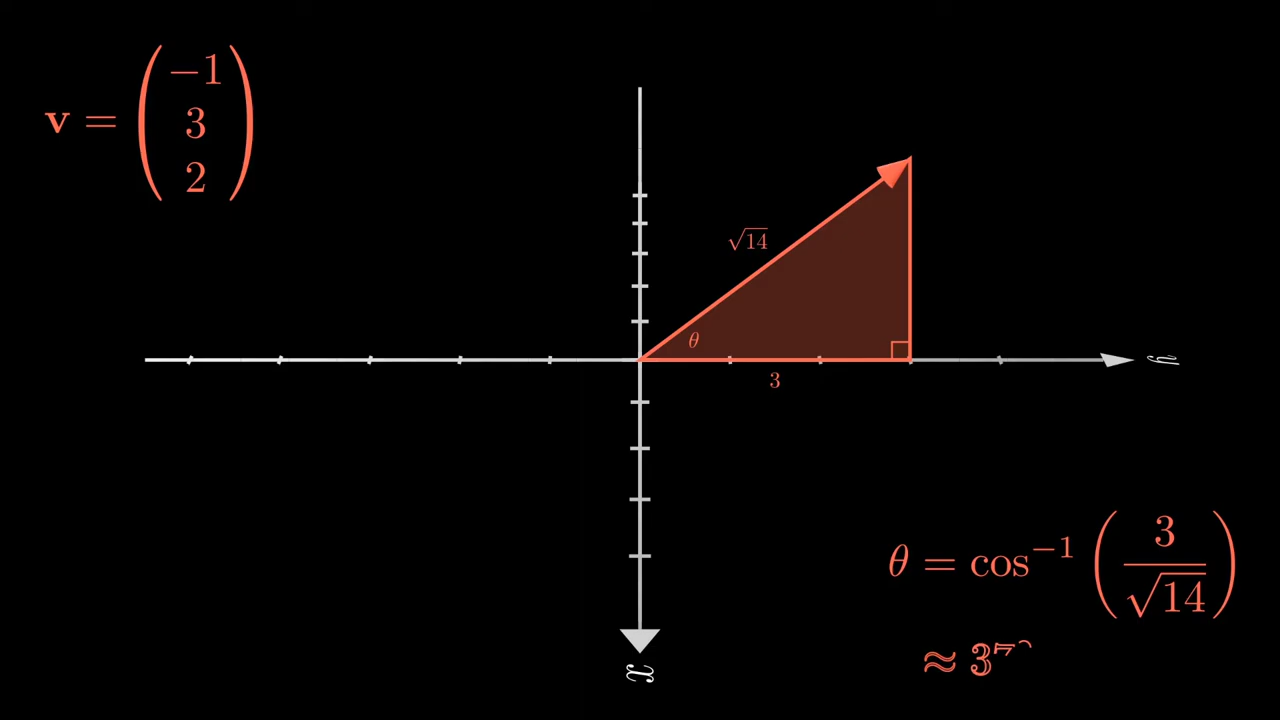 v = (−1 3 2)
√14
θ
3
y
x
θ = cos⁻¹ (3/√14)
≈ 3